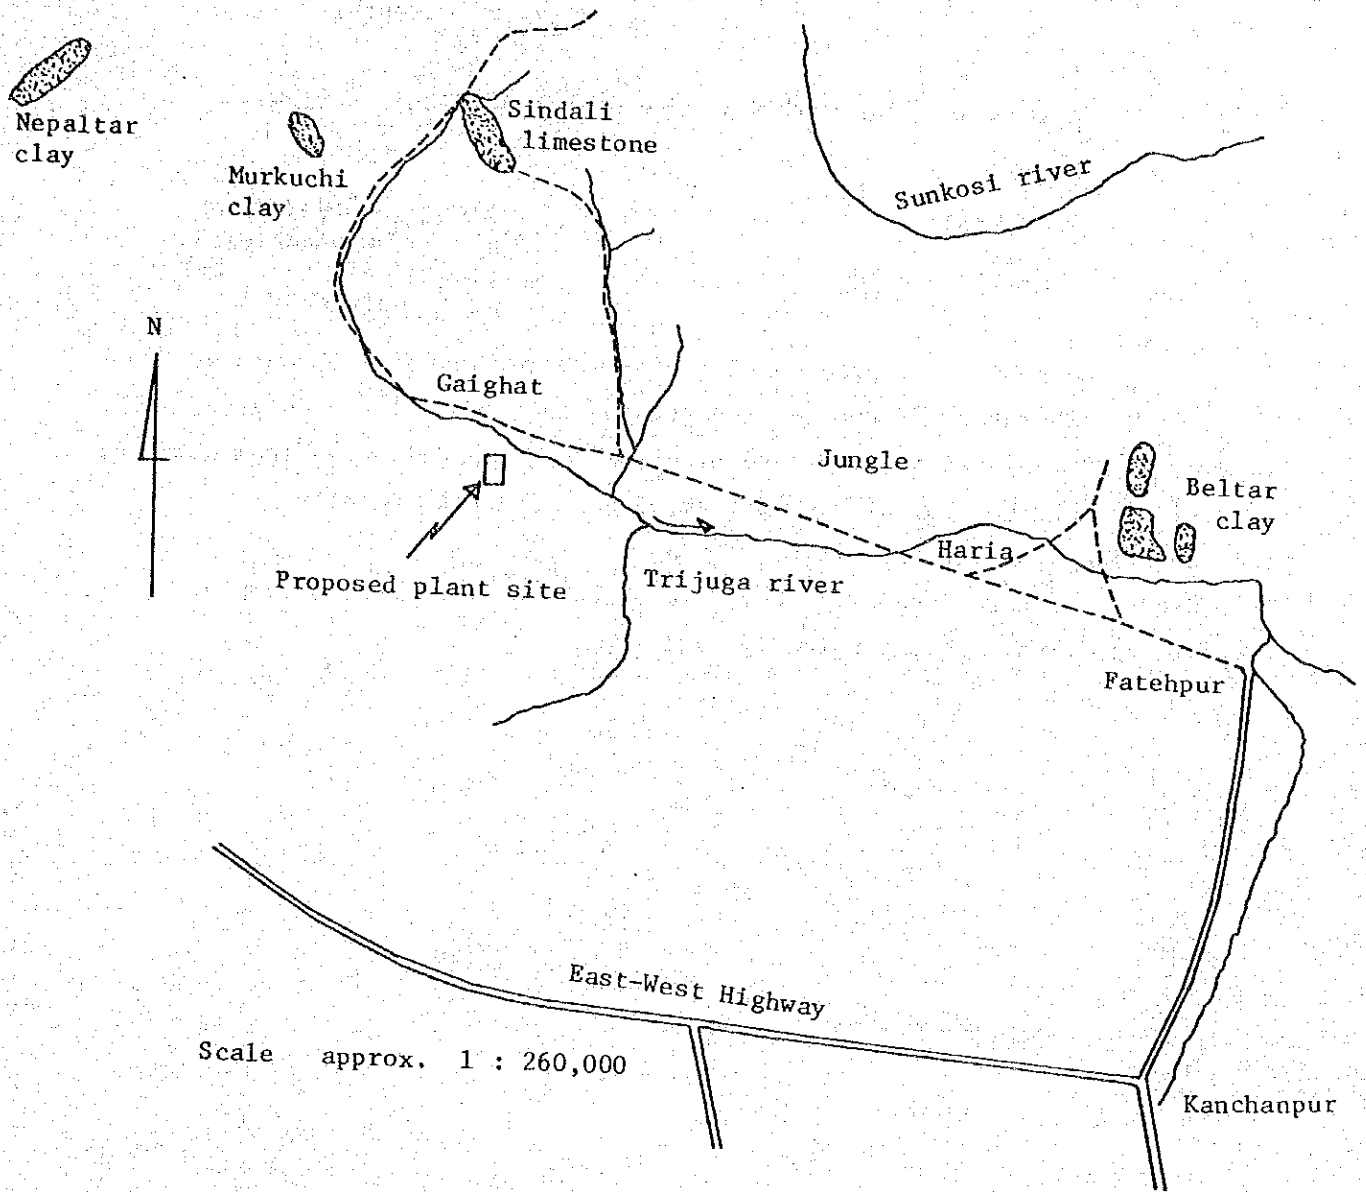 Nepaltar
clay
Murkuchi
clay
Sindali
limestone
Sunkosi river
N
Gaighat
Jungle
Beltar
clay
Haria
Proposed plant site
Trijuga river
Fatehpur
East-West Highway
Scale approx. 1 : 260,000
Kanchanpur